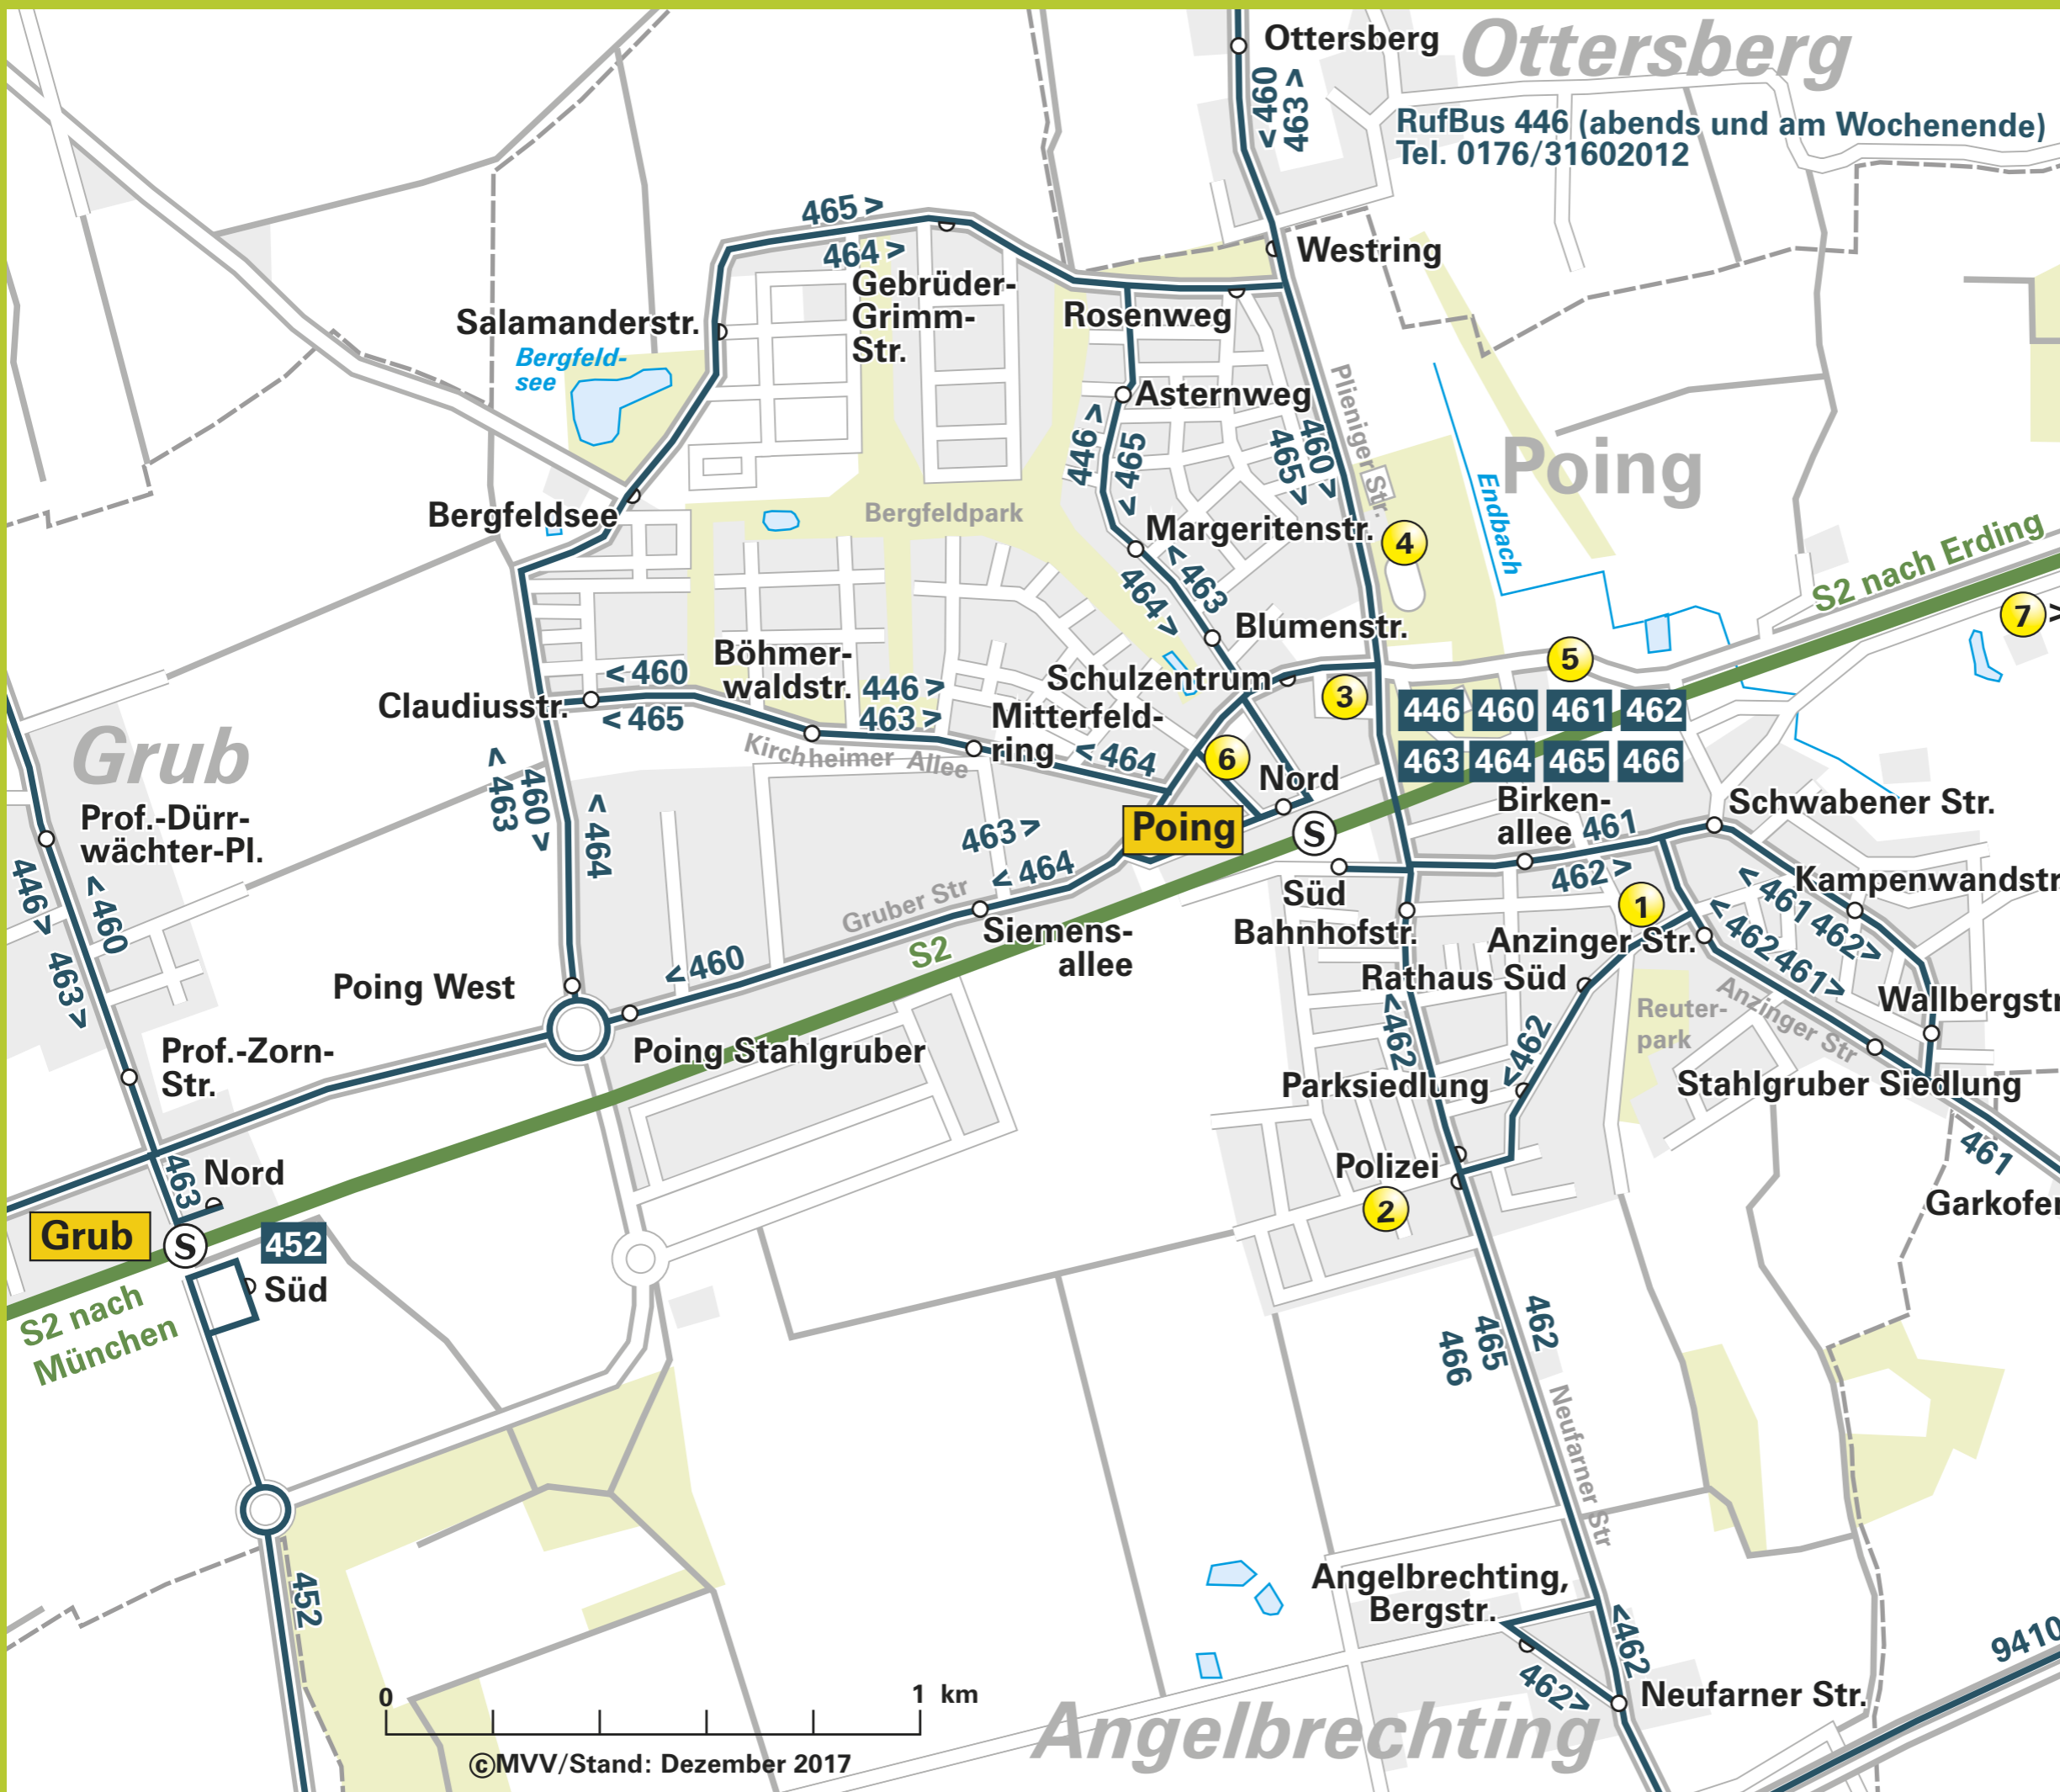 Ottersberg
Ottersberg
<460
463>
RufBus 446 (abends und am Wochenende)
Tel. 0176/31602012
465>
464>
Westring
Gebrüder-
Grimm-
Str.
Salamanderstr.
Bergfeld-
see
Rosenweg
Plieniger Str.
Asternweg
446>
<465
460>
465>
Poing
Endbach
Bergfeldsee
Bergfeldpark
Margeritenstr.
4
<463
464>
S2 nach Erding
7>
Blumenstr.
5
Böhmer-
waldstr.
<460
<465
Claudiusstr.
446>
463>
Schulzentrum
3
Mitterfeld-
ring
<464
Kirchheimer Allee
446 460 461 462
463 464 465 466
6
Nord
Grub
Prof.-Dürr-
wächter-Pl.
<463
460>
<464
463>
<464
Poing
S
Birken-
allee
461
462>
Schwabener Str.
446>
<460
463>
Gruber Str
Siemens-
allee
S2
Süd
Bahnhofstr.
1
Anzinger Str.
Kampenwandstr
<461
462>
<462
461>
Rathaus Süd
Poing West
<460
Poing Stahlgruber
<462
<462
Reuter-
park
Anzinger Str
Wallbergstr
Prof.-Zorn-
Str.
Parksiedlung
Stahlgruber Siedlung
461
Garkofen
463
Nord
Polizei
2
Grub
S
452
Süd
S2 nach
München
462
465
466
Neufarner Str
452
Angelbrechting,
Bergstr.
<462
462>
Neufarner Str.
9410
0
1 km
Angelbrechting
©MVV/Stand: Dezember 2017